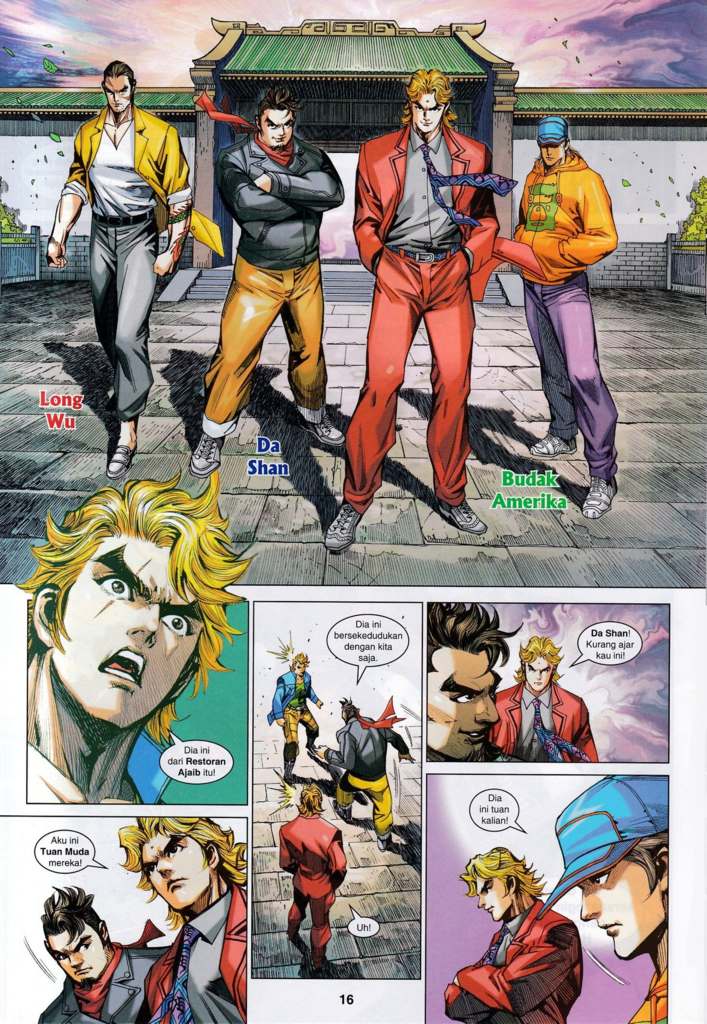 Long
Wu
Da
Shan
Budak
Amerika
Dia ini
dari Restoran
Ajaib itu!
Dia ini
bersekedudukan
dengan kita
saja.
Uh!
Da Shan!
Kurang ajar
kau ini!
Aku ini
Tuan Muda
mereka!
Dia
ini tuan
kalian!
16